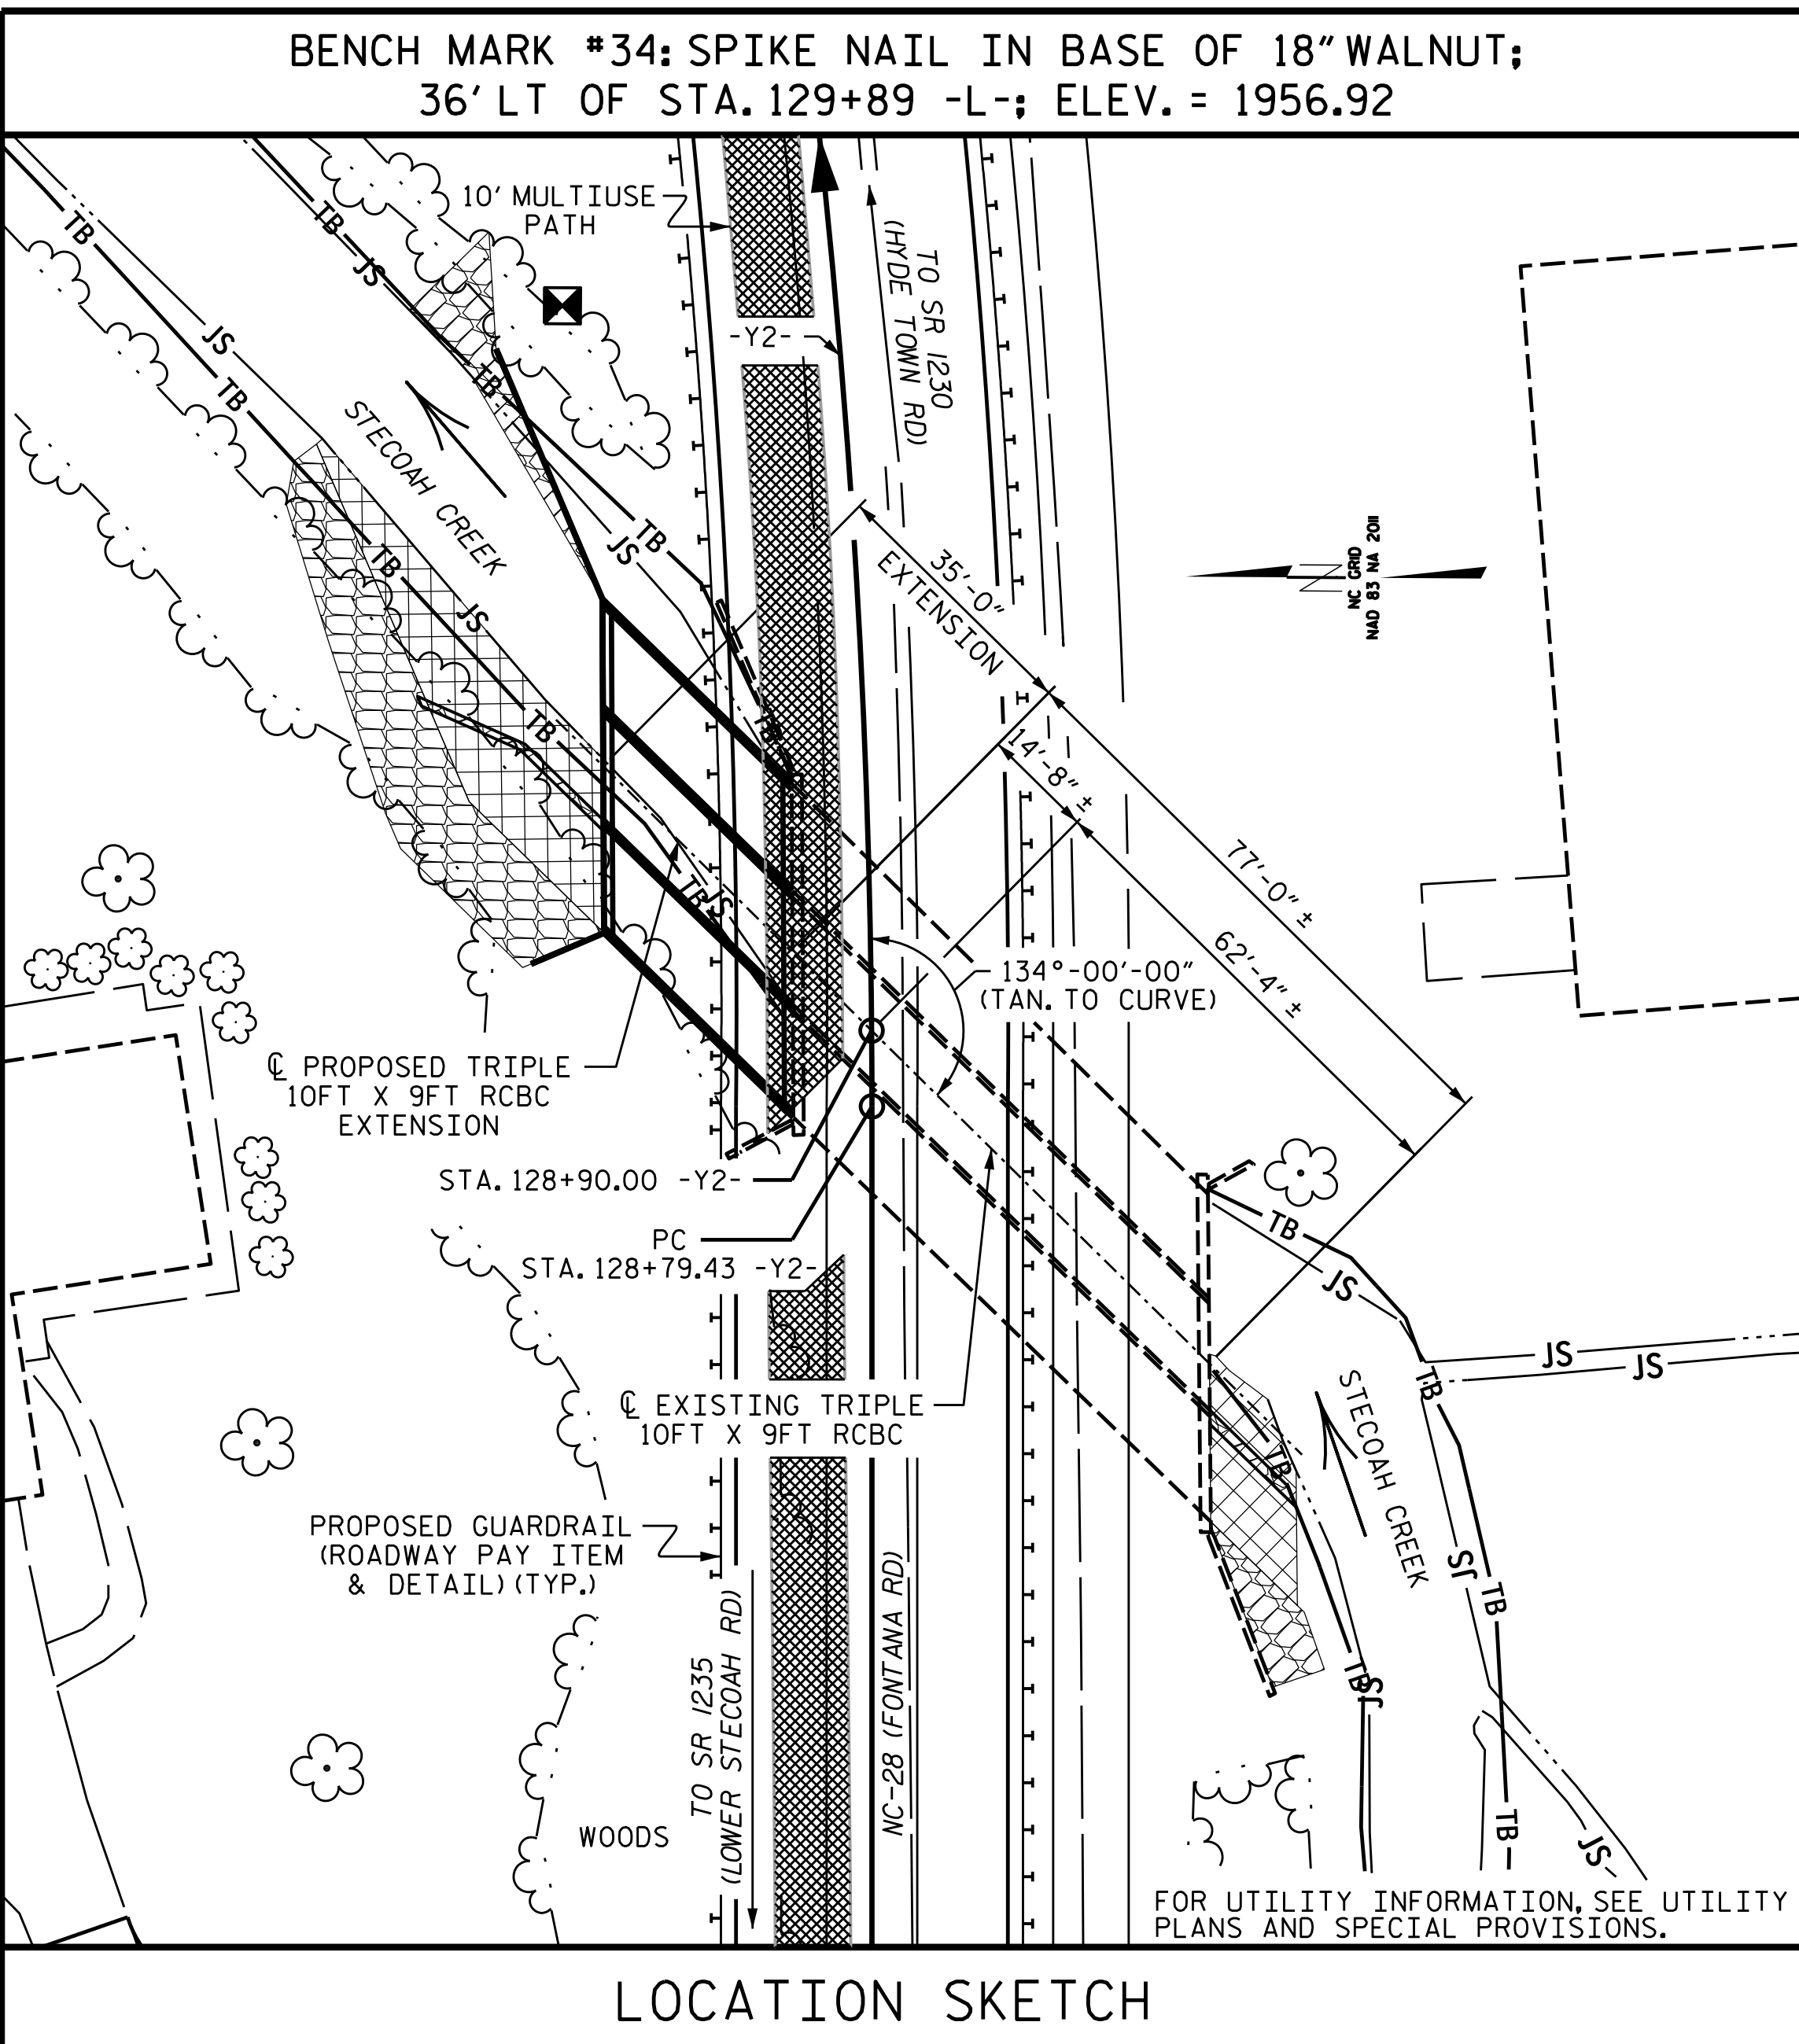 BENCH MARK #34: SPIKE NAIL IN BASE OF 18" WALNUT;
36' LT OF STA. 129+89 -L-; ELEV. = 1956.92
10' MULTIUSE
PATH
-Y2-
TO SR 1230
(HYDE TOWN RD)
TB
TB
JS
JS
TB
TB
STECOAH CREEK
TB
JS
TB
JS
TB
TB
TB
JS
35'-0"
EXTENSION
14'-8" ±
77'-0" ±
62'-4" ±
NC GRID
NAD 83 NA 2011
134°-00'-00"
(TAN. TO CURVE)
℄ PROPOSED TRIPLE
10FT X 9FT RCBC
EXTENSION
STA. 128+90.00 -Y2-
PC
STA. 128+79.43 -Y2-
℄ EXISTING TRIPLE
10FT X 9FT RCBC
TB
JS
JS
JS
TB
TB
STECOAH CREEK
JS
TB
TB
JS
TB
JS
PROPOSED GUARDRAIL
(ROADWAY PAY ITEM
& DETAIL) (TYP.)
TO SR 1235
(LOWER STECOAH RD)
NC-28 (FONTANA RD)
WOODS
FOR UTILITY INFORMATION, SEE UTILITY
PLANS AND SPECIAL PROVISIONS.
LOCATION SKETCH